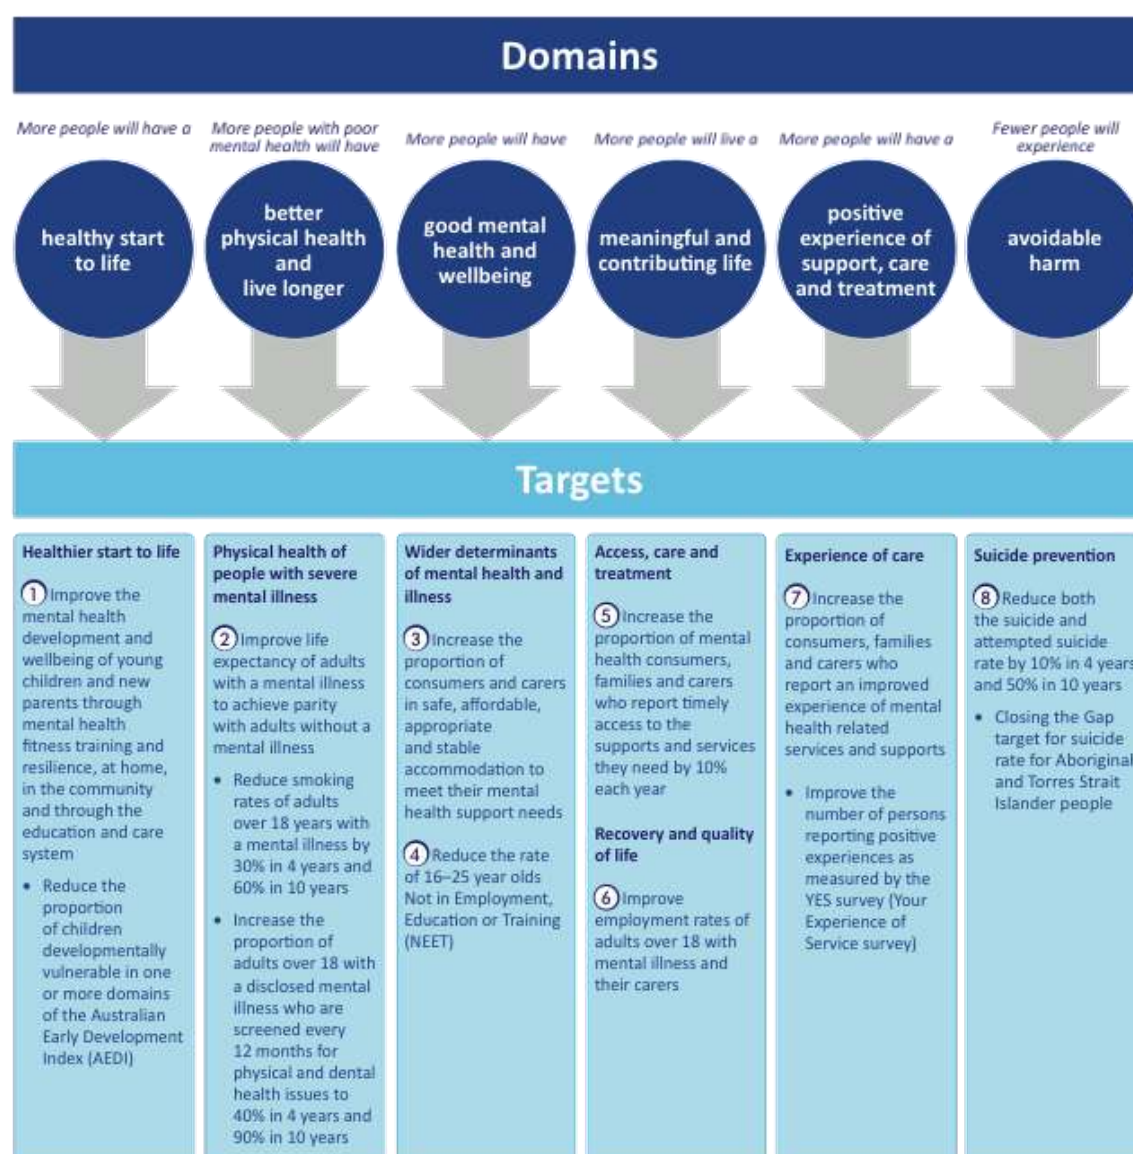 Domains
More people will have a
healthy start
to life
More people with poor
mental health will have
better
physical health
and
live longer
More people will have
good mental
health and
wellbeing
More people will live a
meaningful and
contributing life
More people will have a
positive
experience of
support, care
and treatment
Fewer people will
experience
avoidable
harm
Targets
Healthier start to life
1 Improve the
mental health
development and
wellbeing of young
children and new
parents through
mental health
fitness training and
resilience, at home,
in the community
and through the
education and care
system
• Reduce the
proportion
of children
developmentally
vulnerable in one
or more domains
of the Australian
Early Development
Index (AEDI)
Physical health of
people with severe
mental illness
2 Improve life
expectancy of adults
with a mental illness
to achieve parity
with adults without a
mental illness
• Reduce smoking
rates of adults
over 18 years with
a mental illness by
30% in 4 years and
60% in 10 years
• Increase the
proportion of
adults over 18 with
a disclosed mental
illness who are
screened every
12 months for
physical and dental
health issues to
40% in 4 years and
90% in 10 years
Wider determinants
of mental health and
illness
3 Increase the
proportion of
consumers and carers
in safe, affordable,
appropriate
and stable
accommodation to
meet their mental
health support needs
4 Reduce the rate
of 16–25 year olds
Not in Employment,
Education or Training
(NEET)
Access, care and
treatment
5 Increase the
proportion of mental
health consumers,
families and carers
who report timely
access to the
supports and services
they need by 10%
each year
Recovery and quality
of life
6 Improve
employment rates of
adults over 18 with
mental illness and
their carers
Experience of care
7 Increase the
proportion of
consumers, families
and carers who
report an improved
experience of mental
health related
services and supports
• Improve the
number of persons
reporting positive
experiences as
measured by the
YES survey (Your
Experience of
Service survey)
Suicide prevention
8 Reduce both
the suicide and
attempted suicide
rate by 10% in 4 years
and 50% in 10 years
• Closing the Gap
target for suicide
rate for Aboriginal
and Torres Strait
Islander people